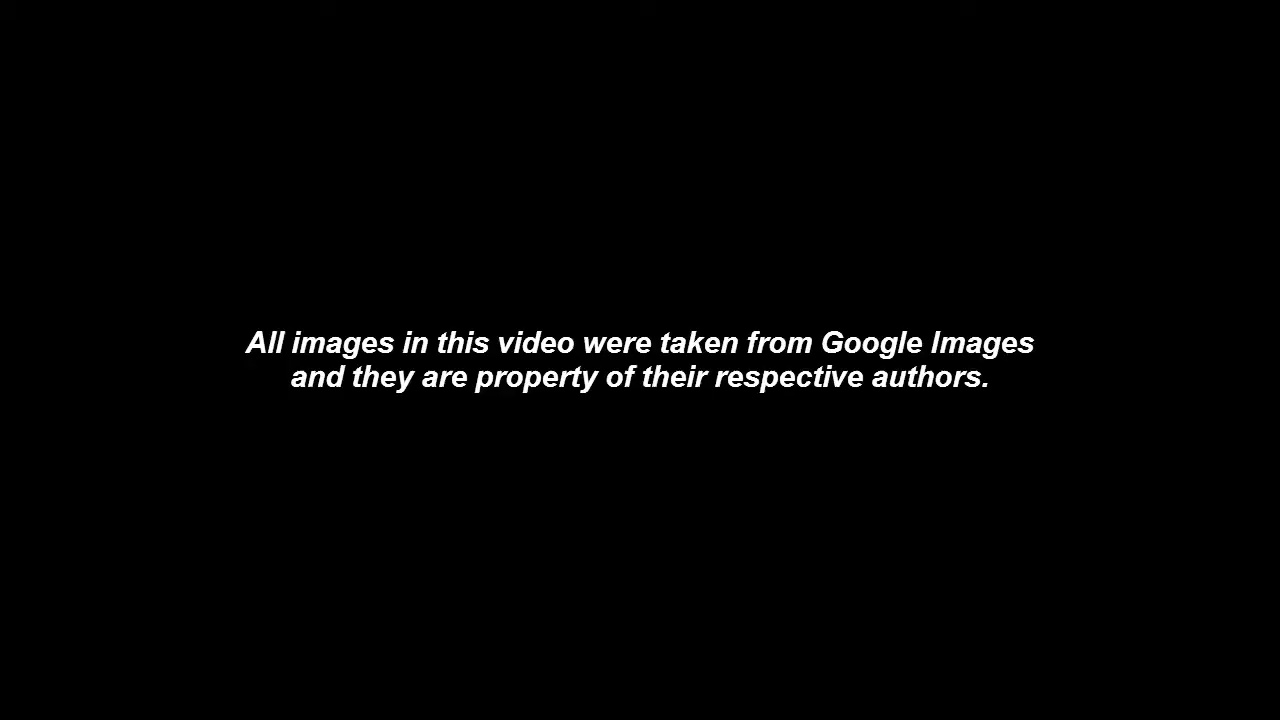 All images in this video were taken from Google Images
and they are property of their respective authors.